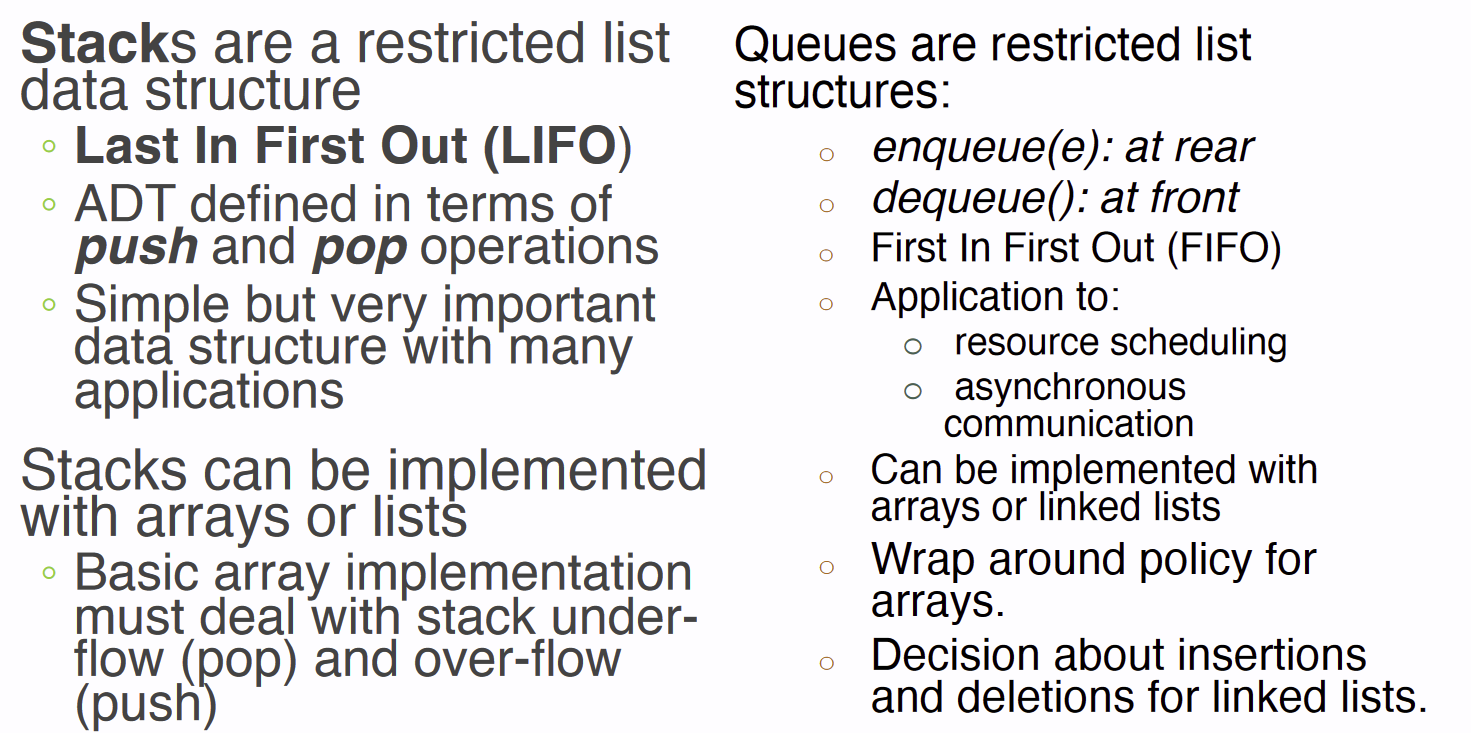 Stacks are a restricted list
data structure
◦ Last In First Out (LIFO)
◦ ADT defined in terms of
push and pop operations
◦ Simple but very important
data structure with many
applications
Stacks can be implemented
with arrays or lists
◦ Basic array implementation
must deal with stack under-
flow (pop) and over-flow
(push)
Queues are restricted list
structures:
○ enqueue(e): at rear
○ dequeue(): at front
○ First In First Out (FIFO)
○ Application to:
○ resource scheduling
○ asynchronous
communication
○ Can be implemented with
arrays or linked lists
○ Wrap around policy for
arrays.
○ Decision about insertions
and deletions for linked lists.